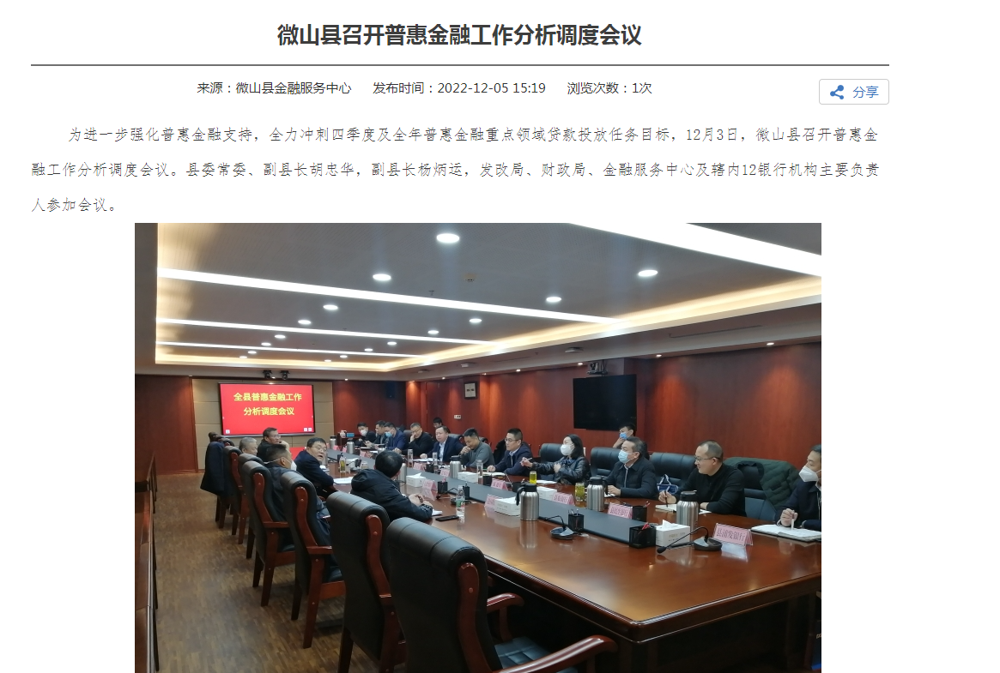 微山县召开普惠金融工作分析调度会议
来源：微山县金融服务中心 发布时间：2022-12-05 15:19 浏览次数：1次
分享
为进一步强化普惠金融支持，全力冲刺四季度及全年普惠金融重点领域贷款投放任务目标，12月3日，微山县召开普惠金
融工作分析调度会议。县委常委、副县长胡忠华，副县长杨炳运，发改局、财政局、金融服务中心及辖内12银行机构主要负责
人参加会议。
全县普惠金融工作
分析调度会议